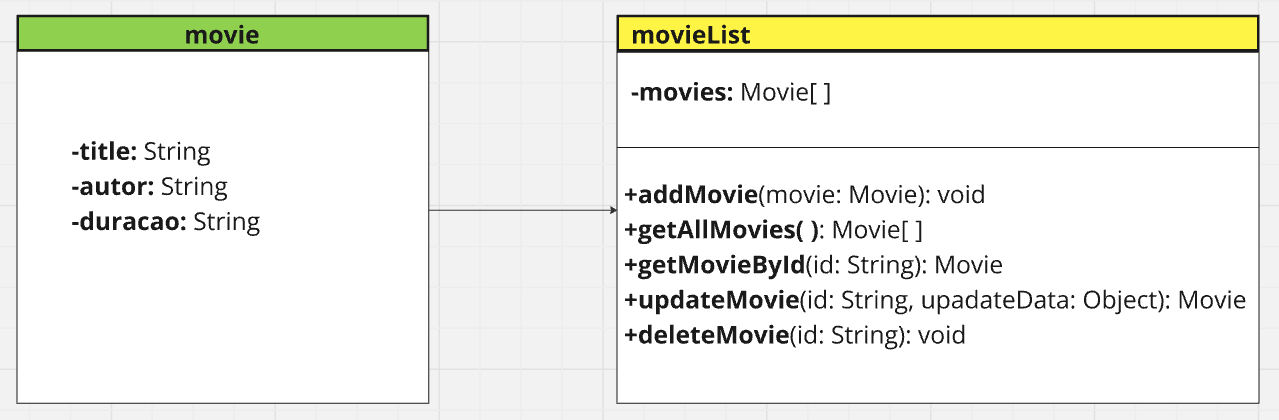 movie
-title: String
-autor: String
-duracao: String
movieList
-movies: Movie[ ]
+addMovie(movie: Movie): void
+getAllMovies( ): Movie[ ]
+getMovieById(id: String): Movie
+updateMovie(id: String, upadateData: Object): Movie
+deleteMovie(id: String): void